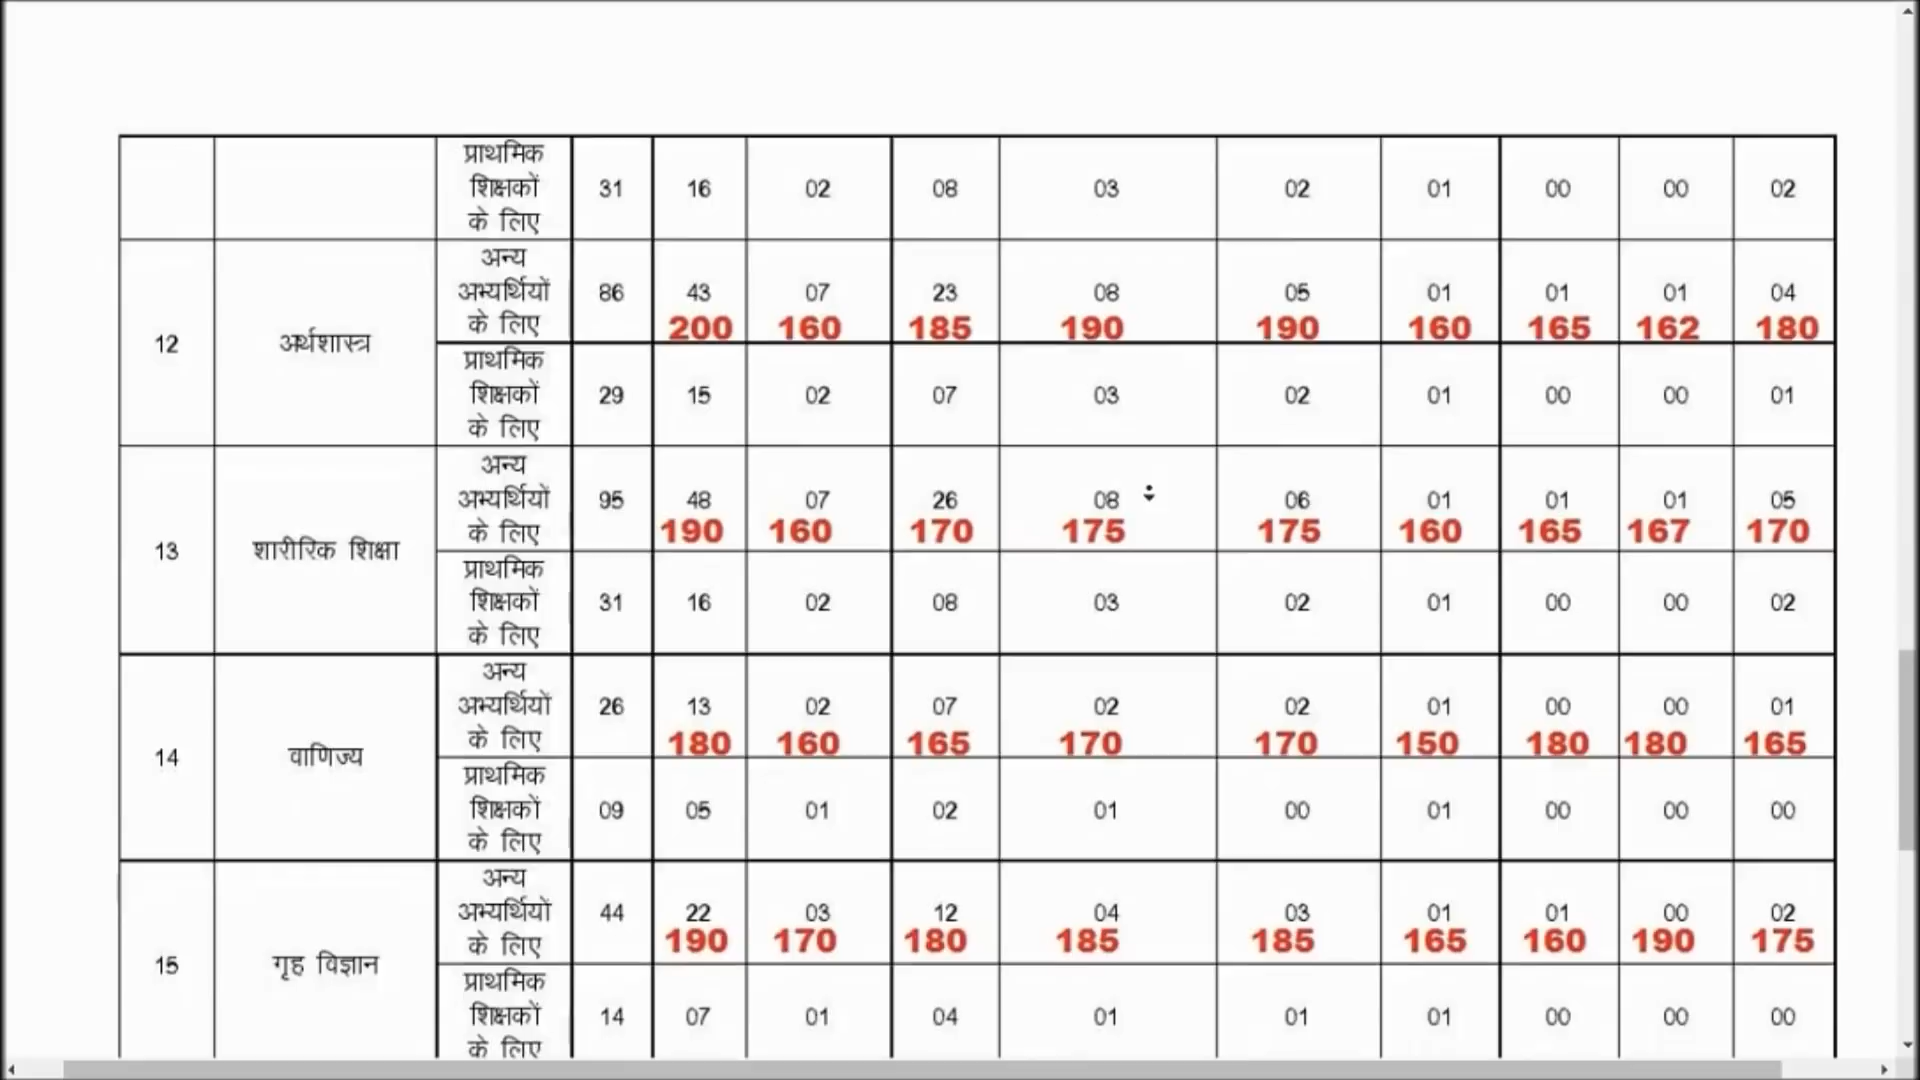 प्राथमिक
शिक्षकों
के लिए
31 16 02 08 03 02 01 00 00 02
12 अर्थशास्त्र
अन्य
अभ्यर्थियों
के लिए
86 43 07 23 08 05 01 01 01 04
200 160 185 190 190 160 165 162 180
प्राथमिक
शिक्षकों
के लिए
29 15 02 07 03 02 01 00 00 01
13 शारीरिक शिक्षा
अन्य
अभ्यर्थियों
के लिए
95 48 07 26 08 06 01 01 01 05
190 160 170 175 175 160 165 167 170
प्राथमिक
शिक्षकों
के लिए
31 16 02 08 03 02 01 00 00 02
14 वाणिज्य
अन्य
अभ्यर्थियों
के लिए
26 13 02 07 02 02 01 00 00 01
180 160 165 170 170 150 180 180 165
प्राथमिक
शिक्षकों
के लिए
09 05 01 02 01 00 01 00 00 00
15 गृह विज्ञान
अन्य
अभ्यर्थियों
के लिए
44 22 03 12 04 03 01 01 00 02
190 170 180 185 185 165 160 190 175
प्राथमिक
शिक्षकों
के लिए
14 07 01 04 01 01 01 00 00 00